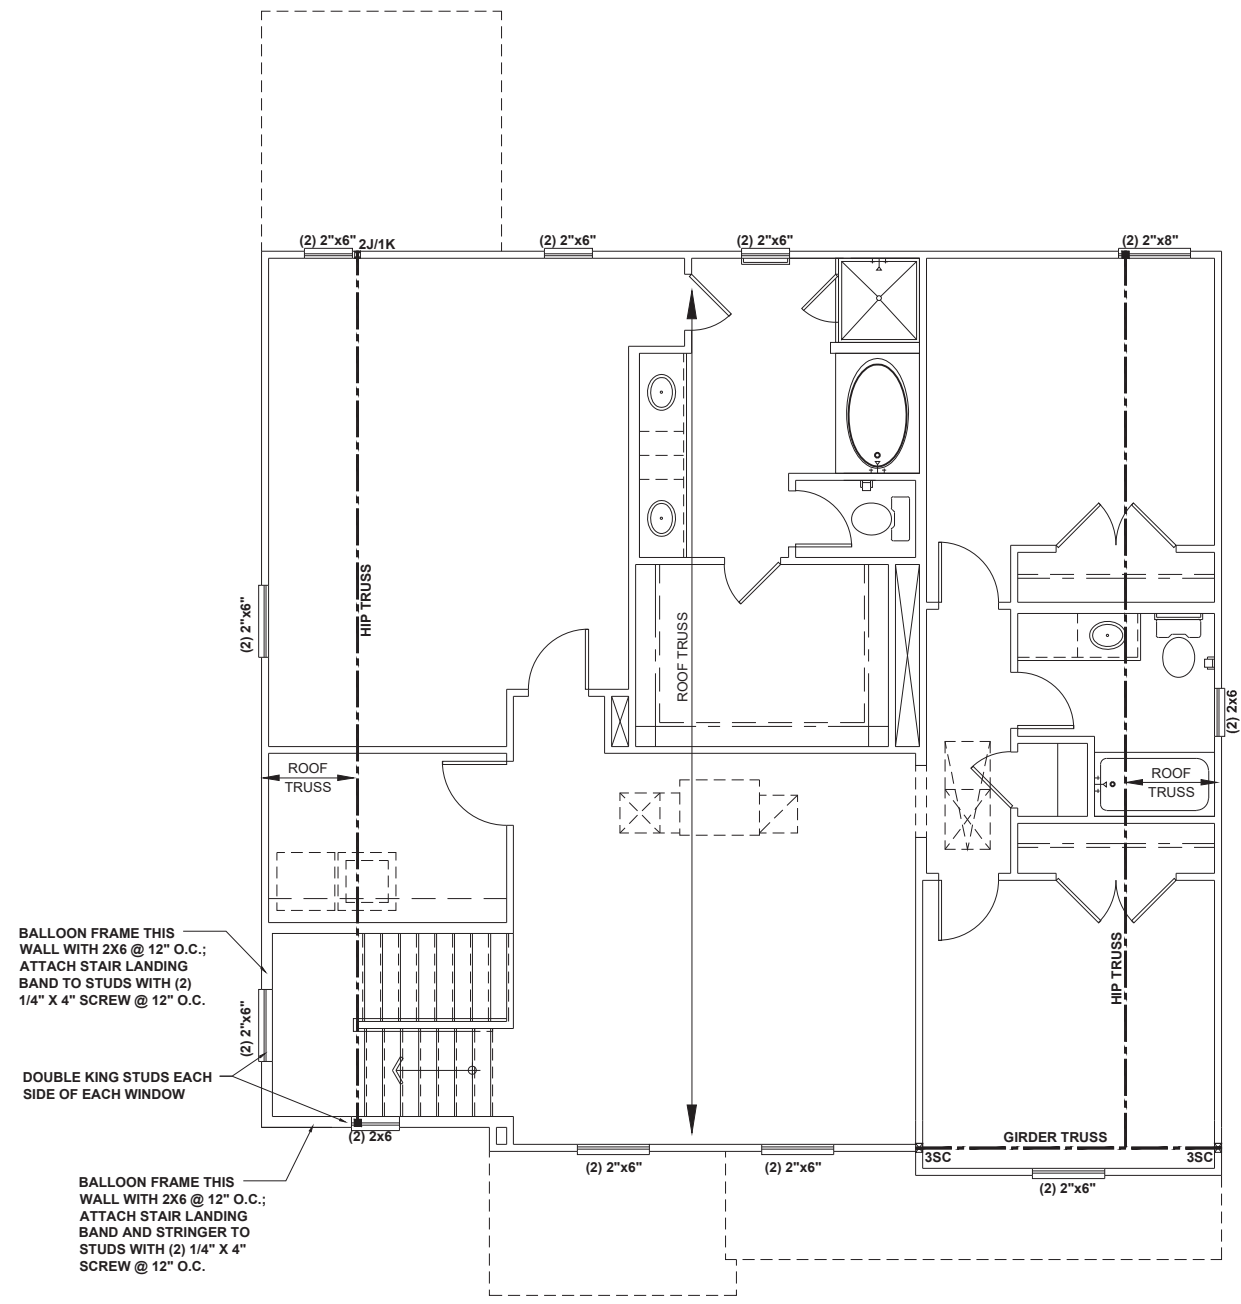 (2) 2"x6"
2J/1K
(2) 2"x6"
(2) 2"x6"
(2) 2"x8"
HIP TRUSS
(2) 2"x6"
ROOF TRUSS
(2) 2x6
ROOF
TRUSS
ROOF
TRUSS
BALLOON FRAME THIS
WALL WITH 2X6 @ 12" O.C.;
ATTACH STAIR LANDING
BAND TO STUDS WITH (2)
1/4" X 4" SCREW @ 12" O.C.
HIP TRUSS
(2) 2"x6"
DOUBLE KING STUDS EACH
SIDE OF EACH WINDOW
(2) 2x6
GIRDER TRUSS
3SC
3SC
(2) 2"x6"
(2) 2"x6"
(2) 2"x6"
BALLOON FRAME THIS
WALL WITH 2X6 @ 12" O.C.;
ATTACH STAIR LANDING
BAND AND STRINGER TO
STUDS WITH (2) 1/4" X 4"
SCREW @ 12" O.C.